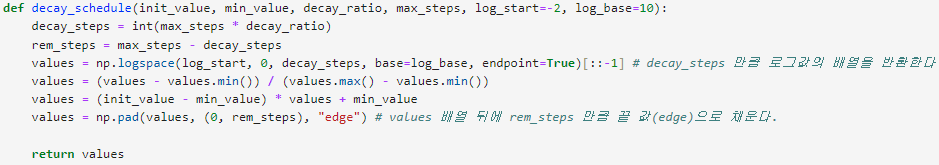 def decay_schedule(init_value, min_value, decay_ratio, max_steps, log_start=-2, log_base=10):
    decay_steps = int(max_steps * decay_ratio)
    rem_steps = max_steps - decay_steps
    values = np.logspace(log_start, 0, decay_steps, base=log_base, endpoint=True)[::-1] # decay_steps 만큼 로그값의 배열을 반환한다
    values = (values - values.min()) / (values.max() - values.min())
    values = (init_value - min_value) * values + min_value
    values = np.pad(values, (0, rem_steps), "edge") # values 배열 뒤에 rem_steps 만큼 끝 값(edge)으로 채운다.
    return values